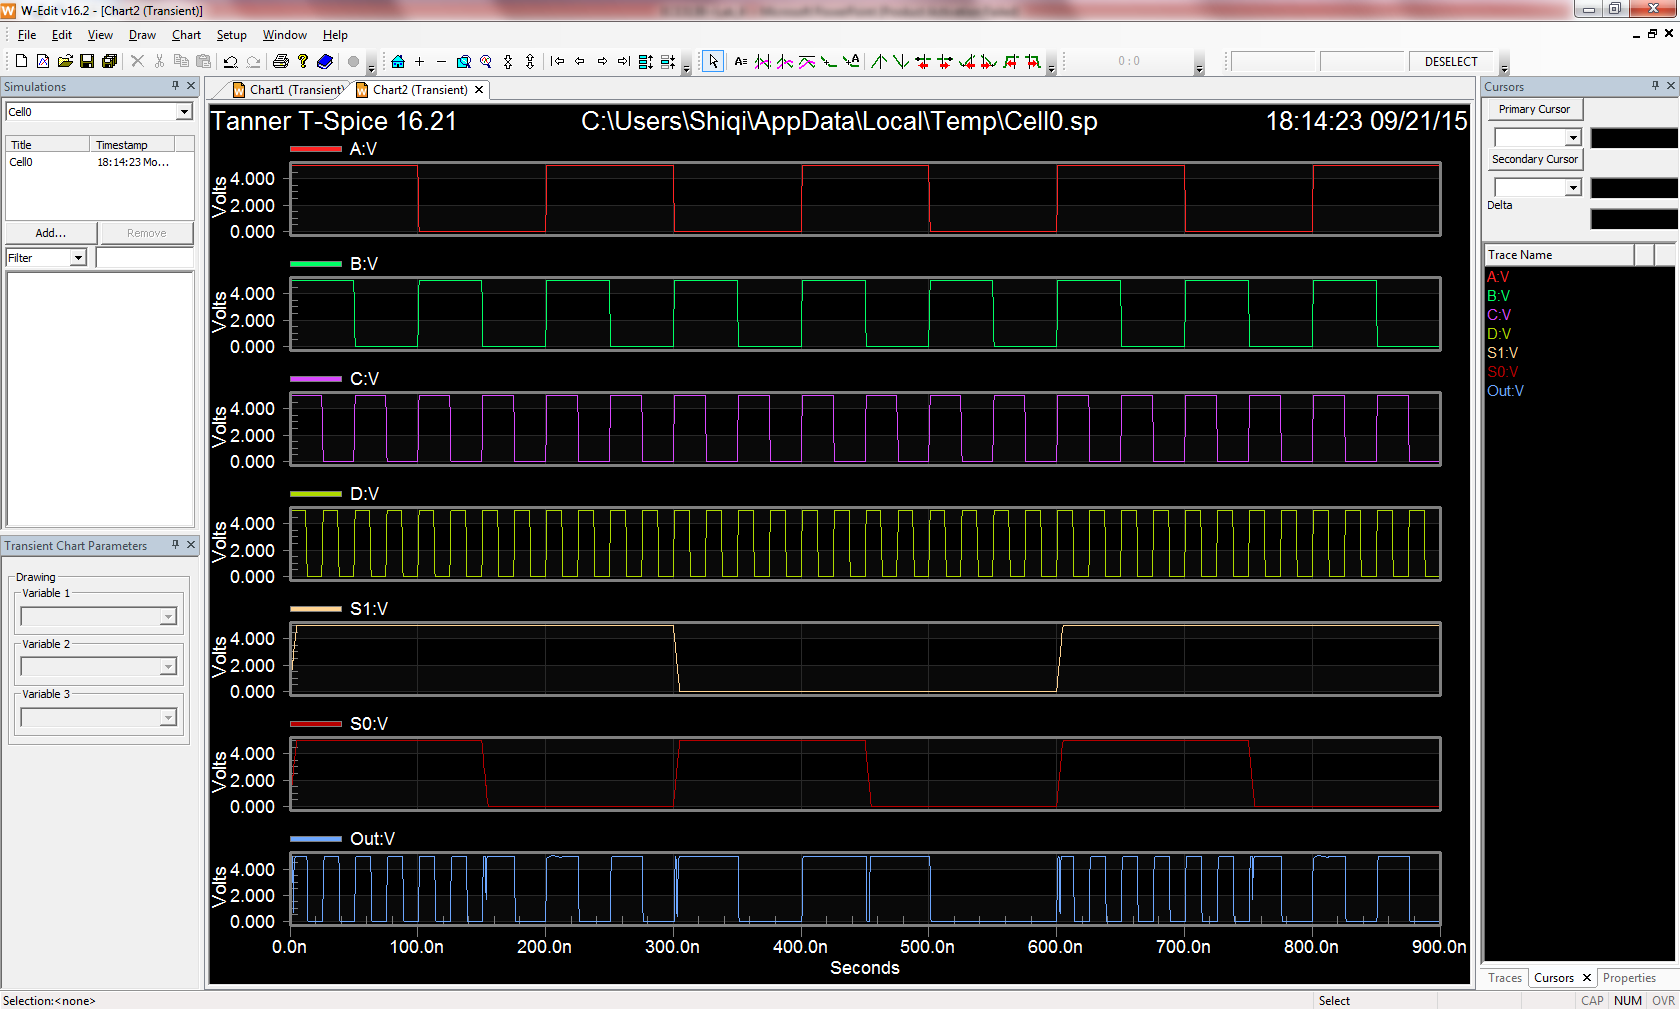 W-Edit v16.2 - [Chart2 (Transient)]
File Edit View Draw Chart Setup Window Help
0 : 0
DESELECT
Simulations
Cell0
Title Timestamp
Cell0 18:14:23 Mo...
Add... Remove
Filter
Transient Chart Parameters
Drawing
Variable 1
Variable 2
Variable 3
Chart1 (Transient)
Chart2 (Transient)
Tanner T-Spice 16.21 C:\Users\Shiqi\AppData\Local\Temp\Cell0.sp 18:14:23 09/21/15
A:V
Volts
4.000
2.000
0.000
B:V
Volts
4.000
2.000
0.000
C:V
Volts
4.000
2.000
0.000
D:V
Volts
4.000
2.000
0.000
S1:V
Volts
4.000
2.000
0.000
S0:V
Volts
4.000
2.000
0.000
Out:V
Volts
4.000
2.000
0.000
0.0n 100.0n 200.0n 300.0n 400.0n 500.0n 600.0n 700.0n 800.0n 900.0n
Seconds
Cursors
Primary Cursor
Secondary Cursor
Delta
Trace Name
A:V
B:V
C:V
D:V
S1:V
S0:V
Out:V
Traces Cursors Properties
Selection:<none> Select CAP NUM OVR